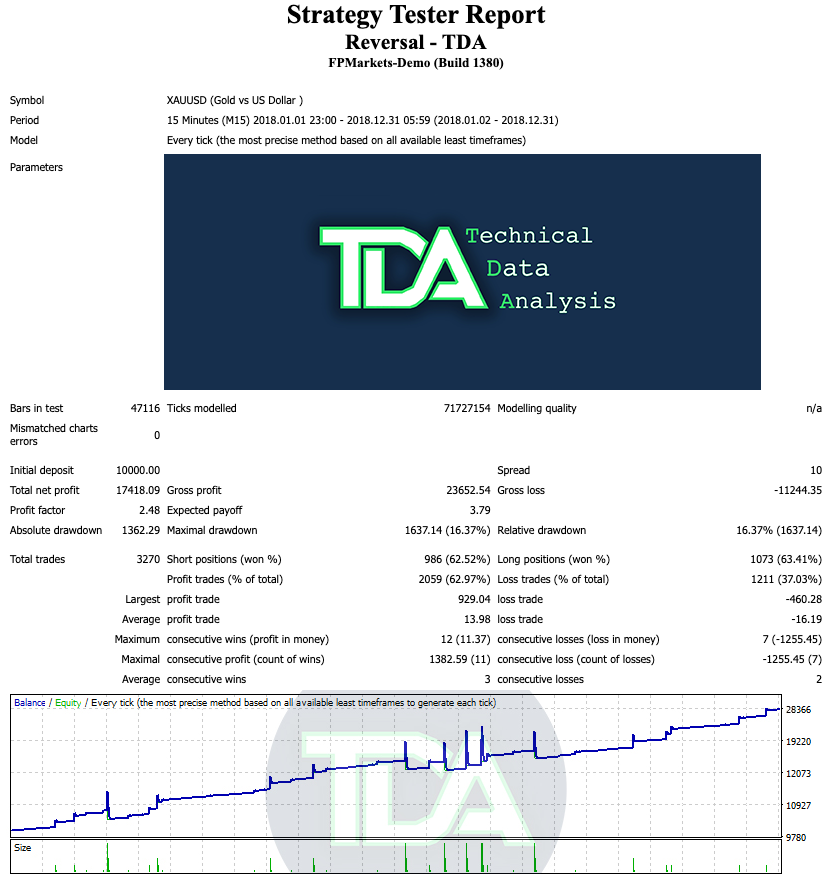 Strategy Tester Report
Reversal - TDA
FPMarkets-Demo (Build 1380)
Symbol XAUUSD (Gold vs US Dollar )
Period 15 Minutes (M15) 2018.01.01 23:00 - 2018.12.31 05:59 (2018.01.02 - 2018.12.31)
Model Every tick (the most precise method based on all available least timeframes)
Parameters
TDA Technical
Data
Analysis
Bars in test 47116 Ticks modelled 71727154 Modelling quality n/a
Mismatched charts
errors 0
Initial deposit 10000.00 Spread 10
Total net profit 17418.09 Gross profit 23652.54 Gross loss -11244.35
Profit factor 2.48 Expected payoff 3.79
Absolute drawdown 1362.29 Maximal drawdown 1637.14 (16.37%) Relative drawdown 16.37% (1637.14)
Total trades 3270 Short positions (won %) 986 (62.52%) Long positions (won %) 1073 (63.41%)
Profit trades (% of total) 2059 (62.97%) Loss trades (% of total) 1211 (37.03%)
Largest profit trade 929.04 loss trade -460.28
Average profit trade 13.98 loss trade -16.19
Maximum consecutive wins (profit in money) 12 (11.37) consecutive losses (loss in money) 7 (-1255.45)
Maximal consecutive profit (count of wins) 1382.59 (11) consecutive loss (count of losses) -1255.45 (7)
Average consecutive wins 3 consecutive losses 2
Balance / Equity / Every tick (the most precise method based on all available least timeframes to generate each tick)
28366
19220
12073
10927
9780
TDA
Size